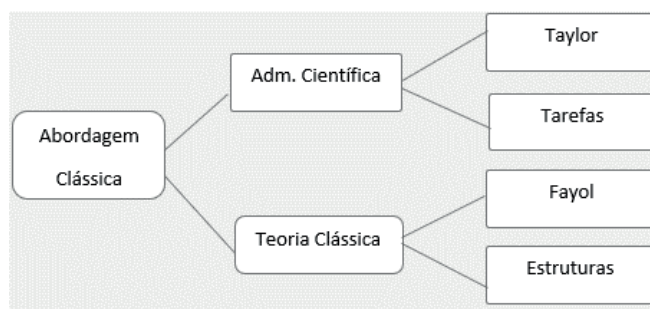 Abordagem
Clássica
Adm. Científica
Teoria Clássica
Taylor
Tarefas
Fayol
Estruturas